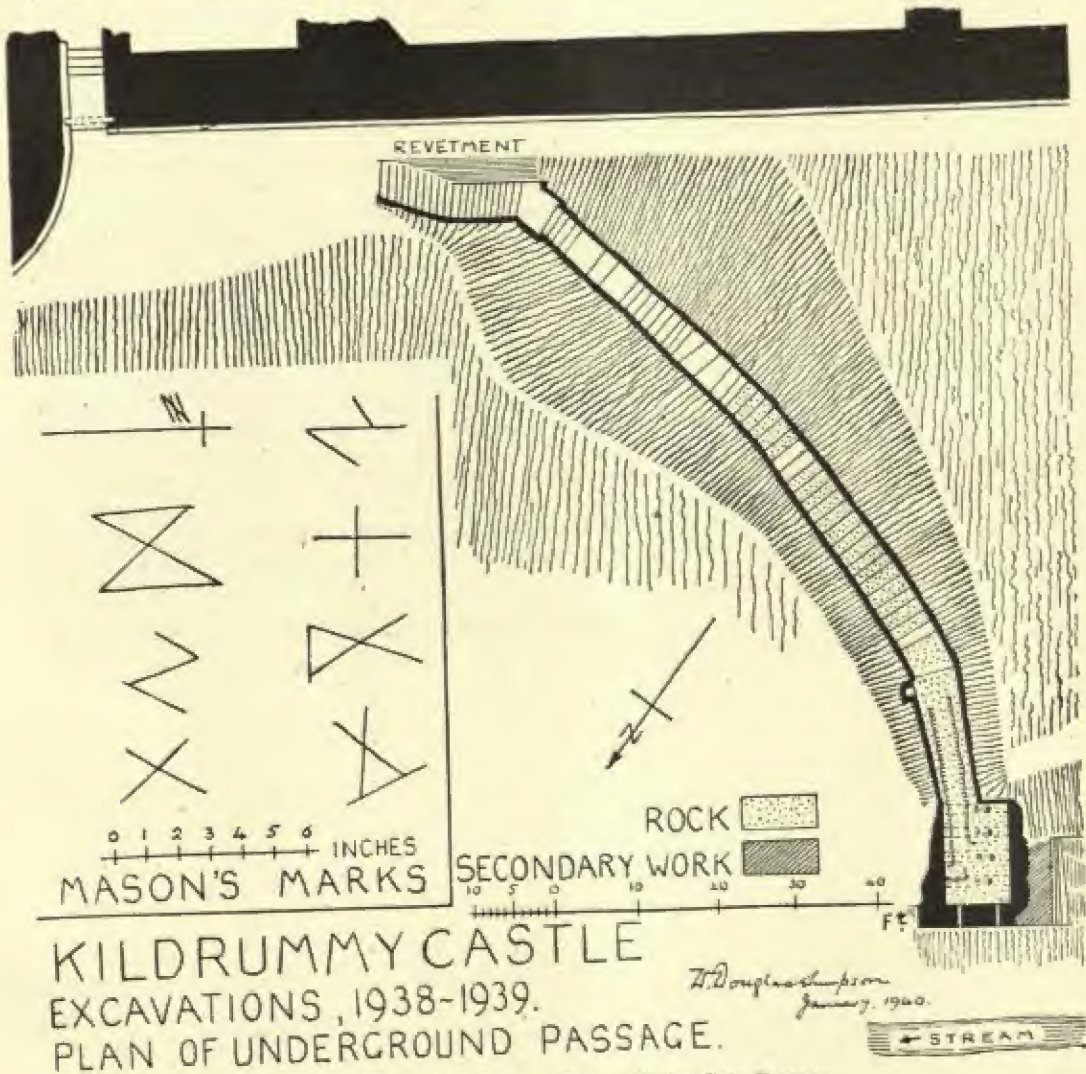 REVETMENT
N
ROCK
SECONDARY WORK
0 1 2 3 4 5 6 INCHES
MASON'S MARKS
10 5 0 10 20 30 40 Ft
KILDRUMMY CASTLE
EXCAVATIONS, 1938-1939.
PLAN OF UNDERGROUND PASSAGE.
W. Douglas Simpson
January, 1940.
STREAM